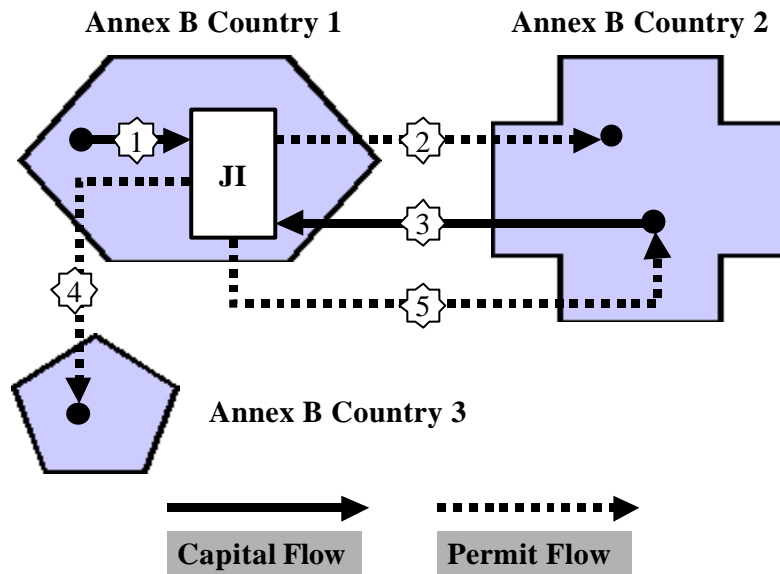 Annex B Country 1
Annex B Country 2
1
2
JI
3
4
5
Annex B Country 3
Capital Flow
Permit Flow